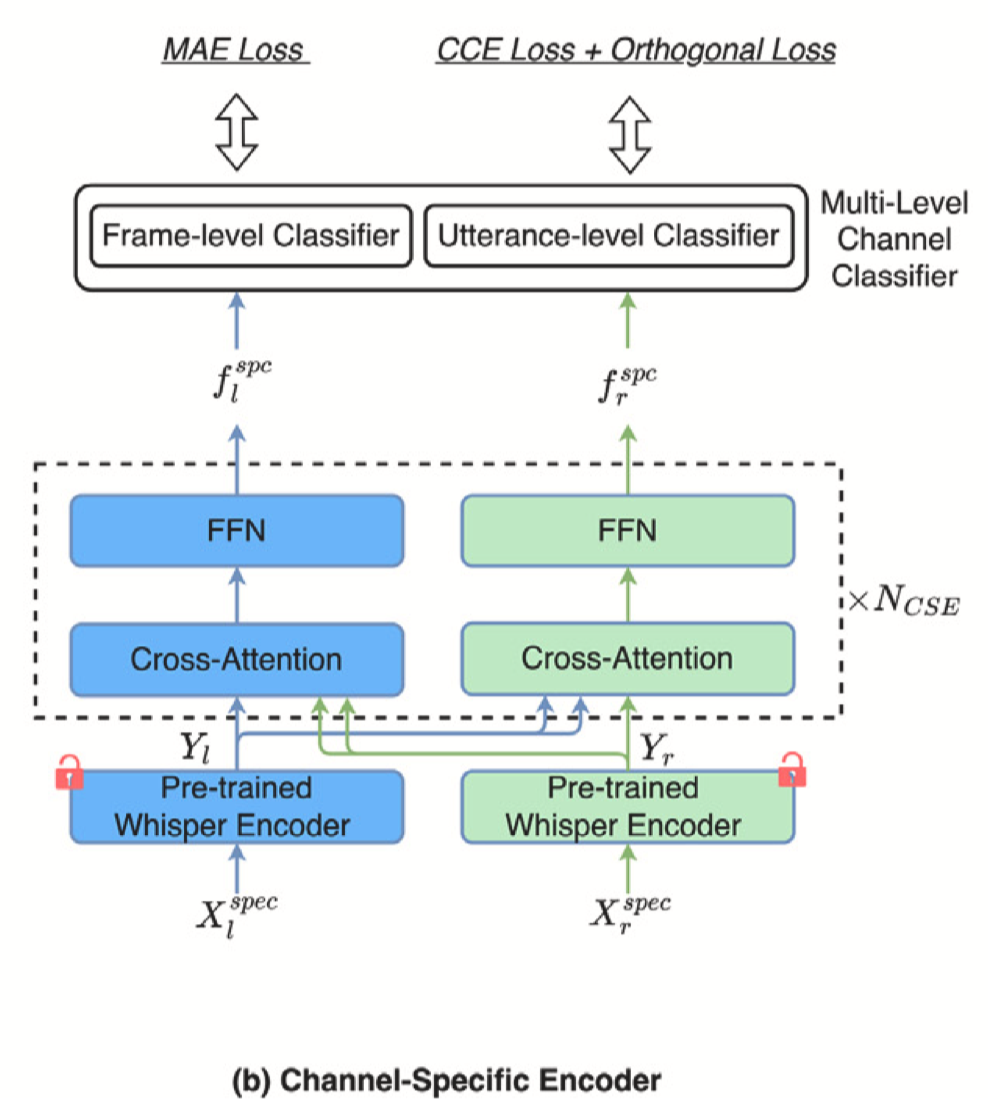 MAE Loss
CCE Loss + Orthogonal Loss
Frame-level Classifier
Utterance-level Classifier
Multi-Level
Channel
Classifier
f_l^{spc}
f_r^{spc}
FFN
FFN
Cross-Attention
Cross-Attention
×N_{CSE}
Y_l
Y_r
Pre-trained
Whisper Encoder
Pre-trained
Whisper Encoder
X_l^{spec}
X_r^{spec}
(b) Channel-Specific Encoder